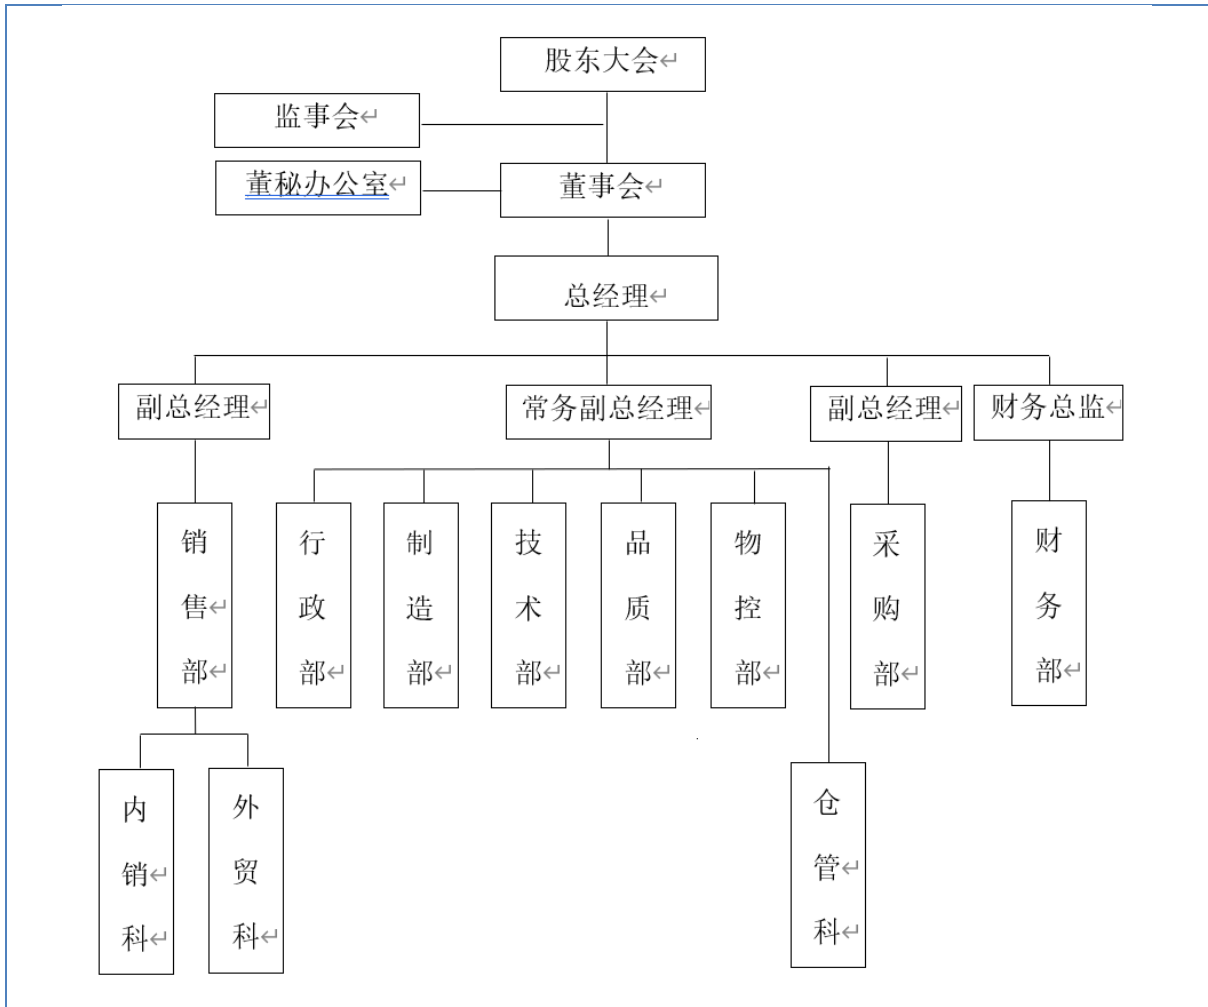 股东大会
监事会
董秘办公室
董事会
总经理
副总经理
常务副总经理
副总经理
财务总监
销售部
行政部
制造部
技术部
品质部
物控部
采购部
财务部
内销科
外贸科
仓管科